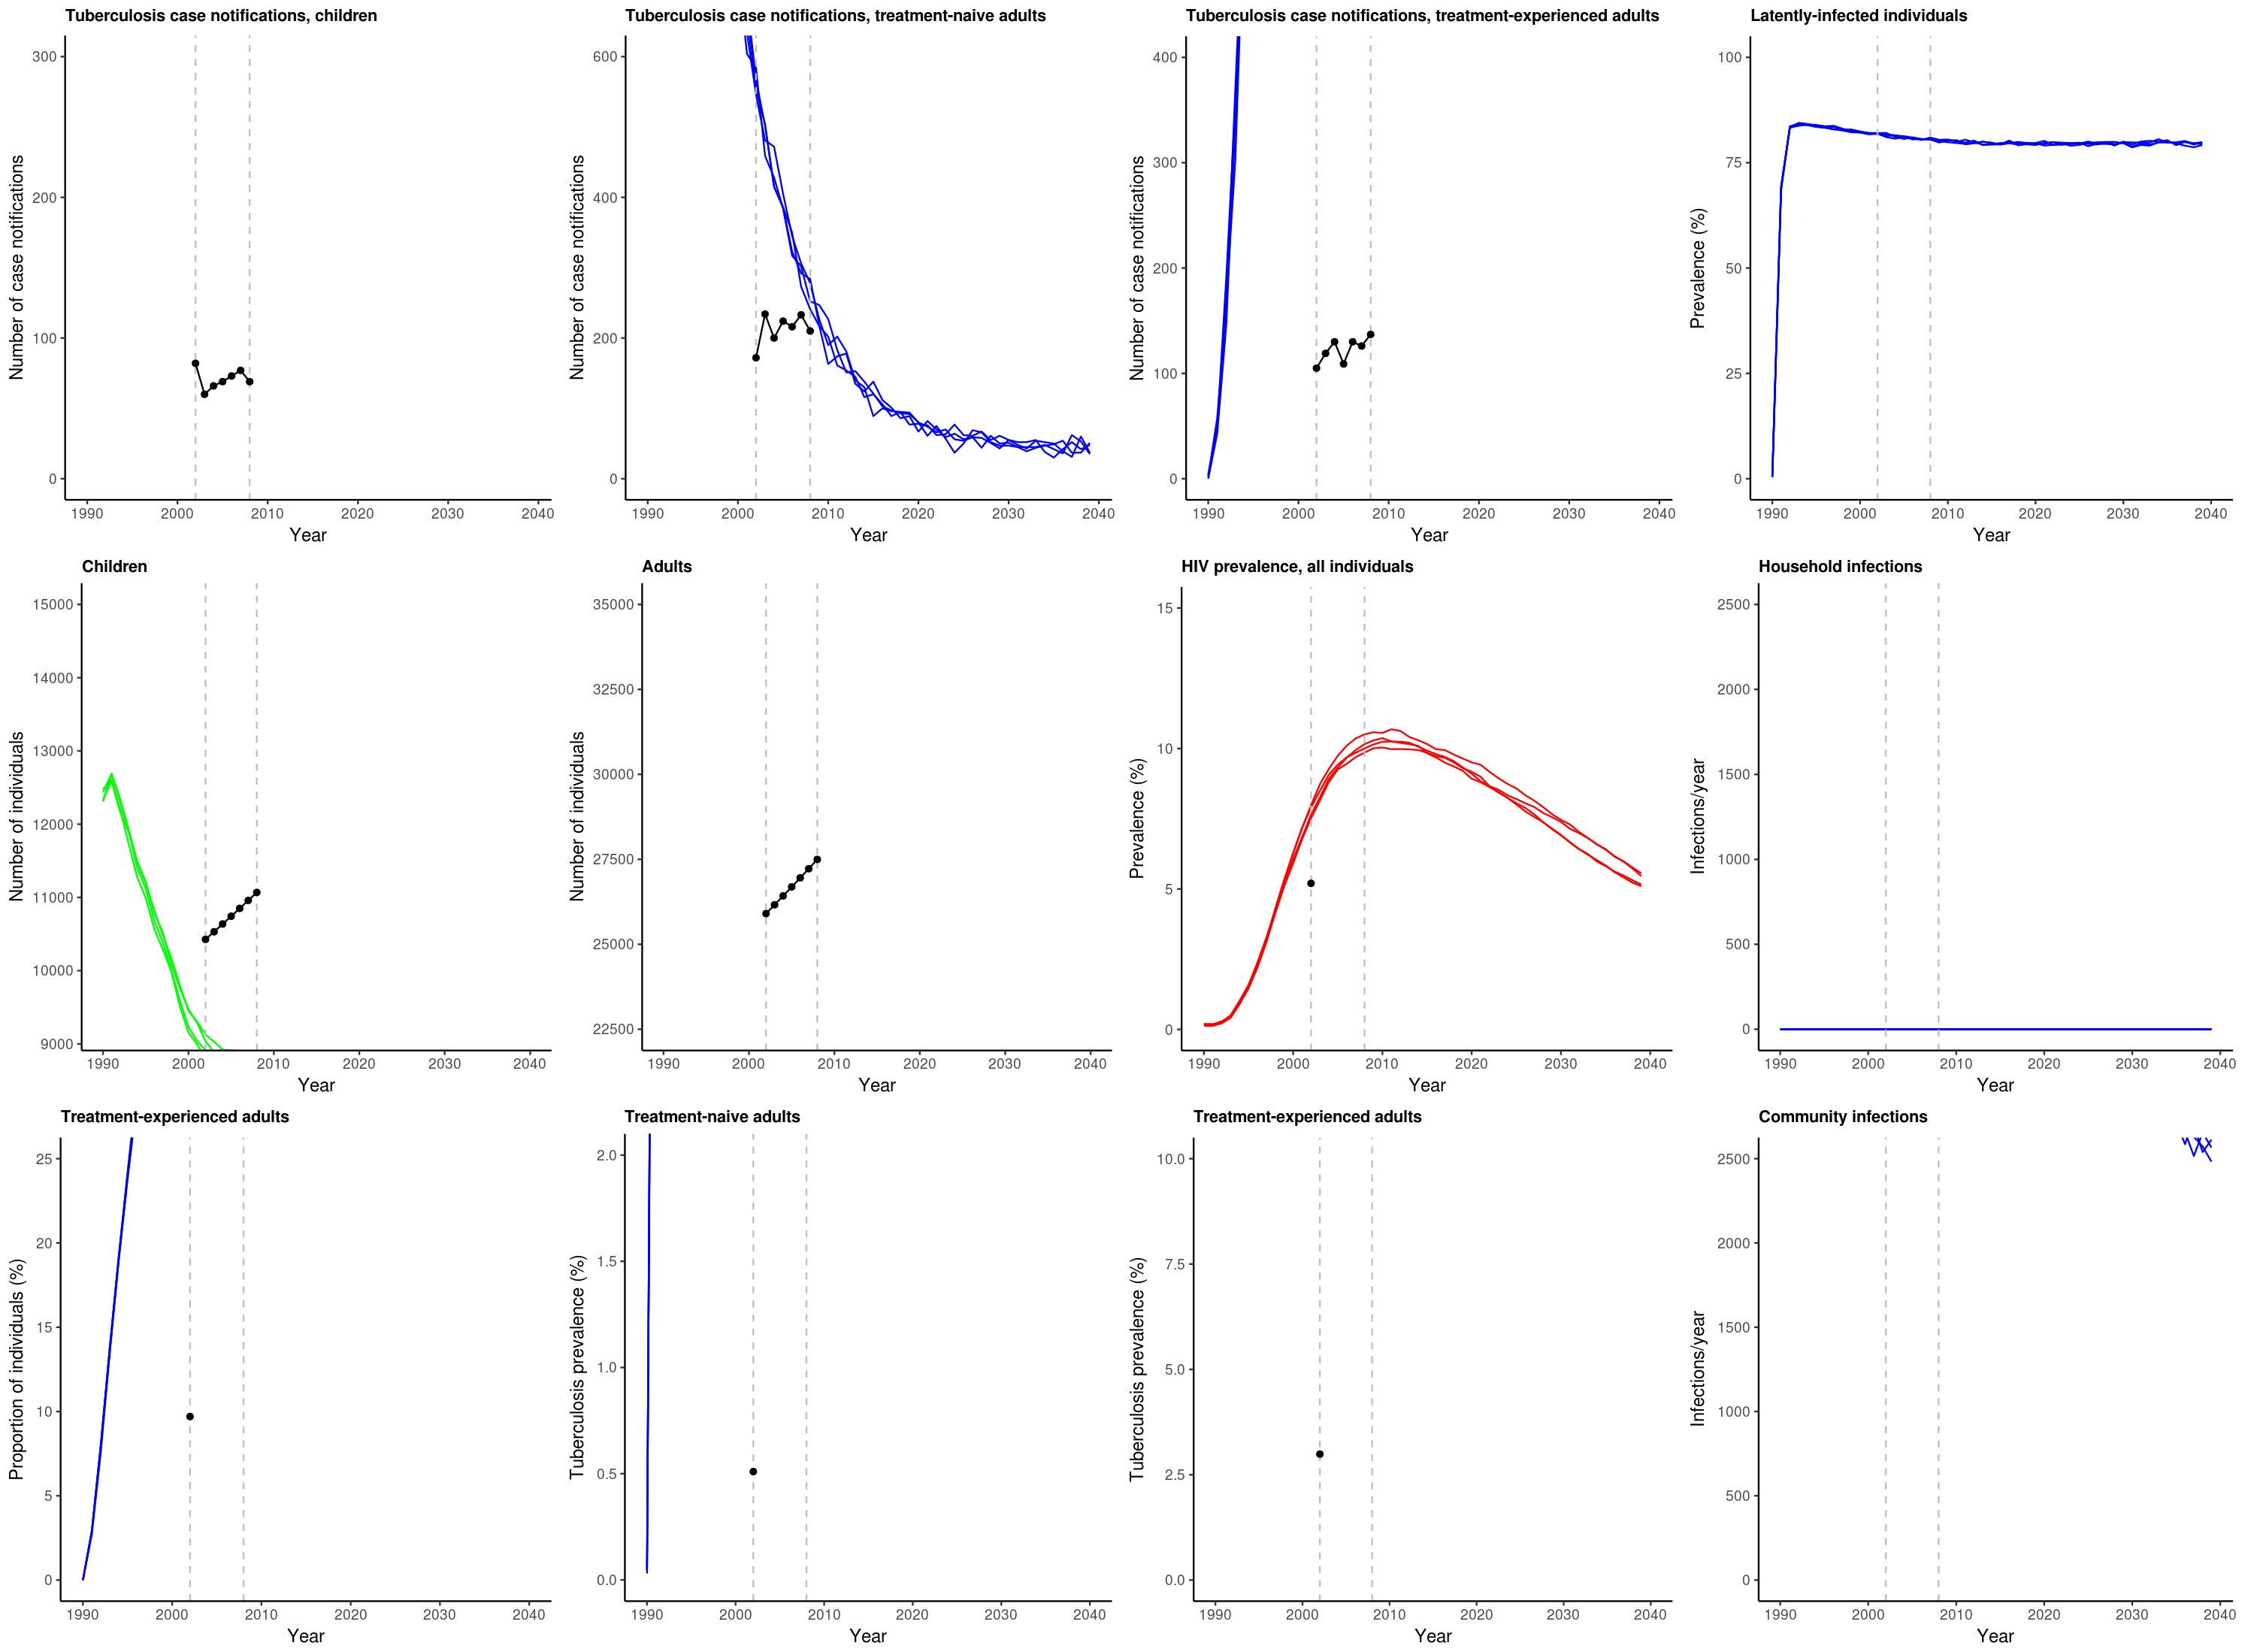 Tuberculosis case notifications, children
Number of case notifications
300
200
100
0
1990 2000 2010 2020 2030 2040
Year
Tuberculosis case notifications, treatment-naive adults
Number of case notifications
600
400
200
0
1990 2000 2010 2020 2030 2040
Year
Tuberculosis case notifications, treatment-experienced adults
Number of case notifications
400
300
200
100
0
1990 2000 2010 2020 2030 2040
Year
Latently-infected individuals
Prevalence (%)
100
75
50
25
0
1990 2000 2010 2020 2030 2040
Year
Children
Number of individuals
15000
14000
13000
12000
11000
10000
9000
1990 2000 2010 2020 2030 2040
Year
Adults
Number of individuals
35000
32500
30000
27500
25000
22500
1990 2000 2010 2020 2030 2040
Year
HIV prevalence, all individuals
Prevalence (%)
15
10
5
0
1990 2000 2010 2020 2030 2040
Year
Household infections
Infections/year
2500
2000
1500
1000
500
0
1990 2000 2010 2020 2030 2040
Year
Treatment-experienced adults
Proportion of individuals (%)
25
20
15
10
5
0
1990 2000 2010 2020 2030 2040
Year
Treatment-naive adults
Tuberculosis prevalence (%)
2.0
1.5
1.0
0.5
0.0
1990 2000 2010 2020 2030 2040
Year
Treatment-experienced adults
Tuberculosis prevalence (%)
10.0
7.5
5.0
2.5
0.0
1990 2000 2010 2020 2030 2040
Year
Community infections
Infections/year
2500
2000
1500
1000
500
0
1990 2000 2010 2020 2030 2040
Year